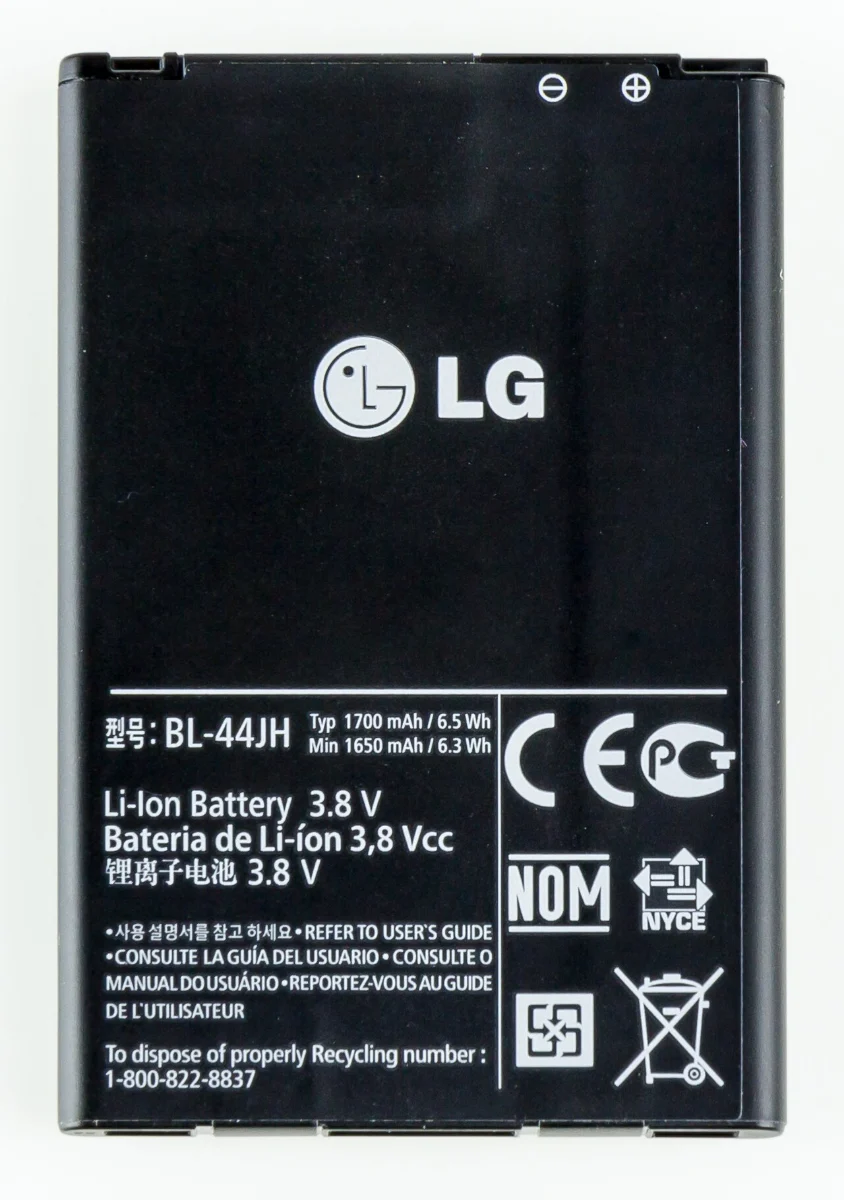 LG
型号: BL-44JH
Typ 1700 mAh / 6.5 Wh
Min 1650 mAh / 6.3 Wh
Li-Ion Battery 3.8 V
Bateria de Li-íon 3,8 Vcc
锂离子电池 3.8 V
•사용 설명서를 참고 하세요•REFER TO USER`S GUIDE
•CONSULTE LA GUÍA DEL USUARIO•CONSULTE O
MANUAL DO USUÁRIO•REPORTEZ-VOUS AU GUIDE
DE L`UTILISATEUR
To dispose of properly Recycling number :
1-800-822-8837
CE
PC
NOM
NYCE